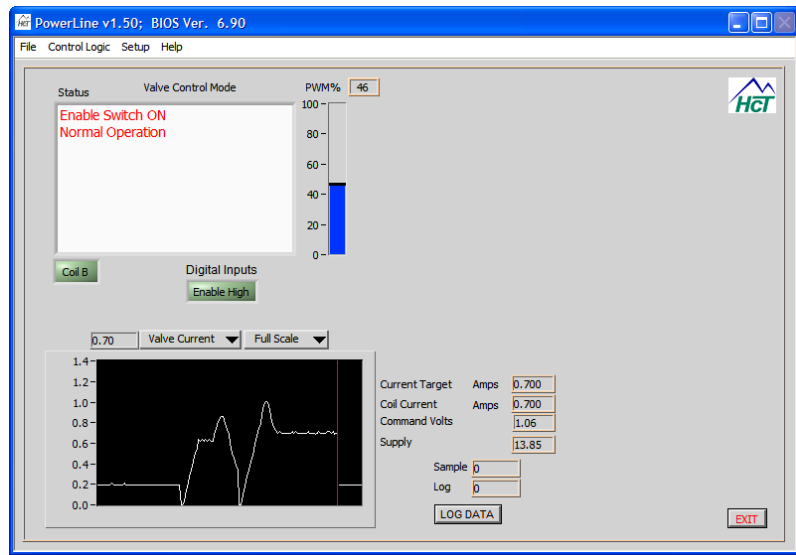 HCT PowerLine v1.50; BIOS Ver. 6.90
File Control Logic Setup Help
Status Valve Control Mode PWM% 46
HCT
Enable Switch ON
Normal Operation
100
80
60
40
20
0
Coil B
Digital Inputs
Enable High
0.70 Valve Current Full Scale
1.4
1.2
1.0
0.8
0.6
0.4
0.2
0.0
Current Target Amps 0.700
Coil Current Amps 0.700
Command Volts 1.06
Supply 13.85
Sample 0
Log 0
LOG DATA
EXIT